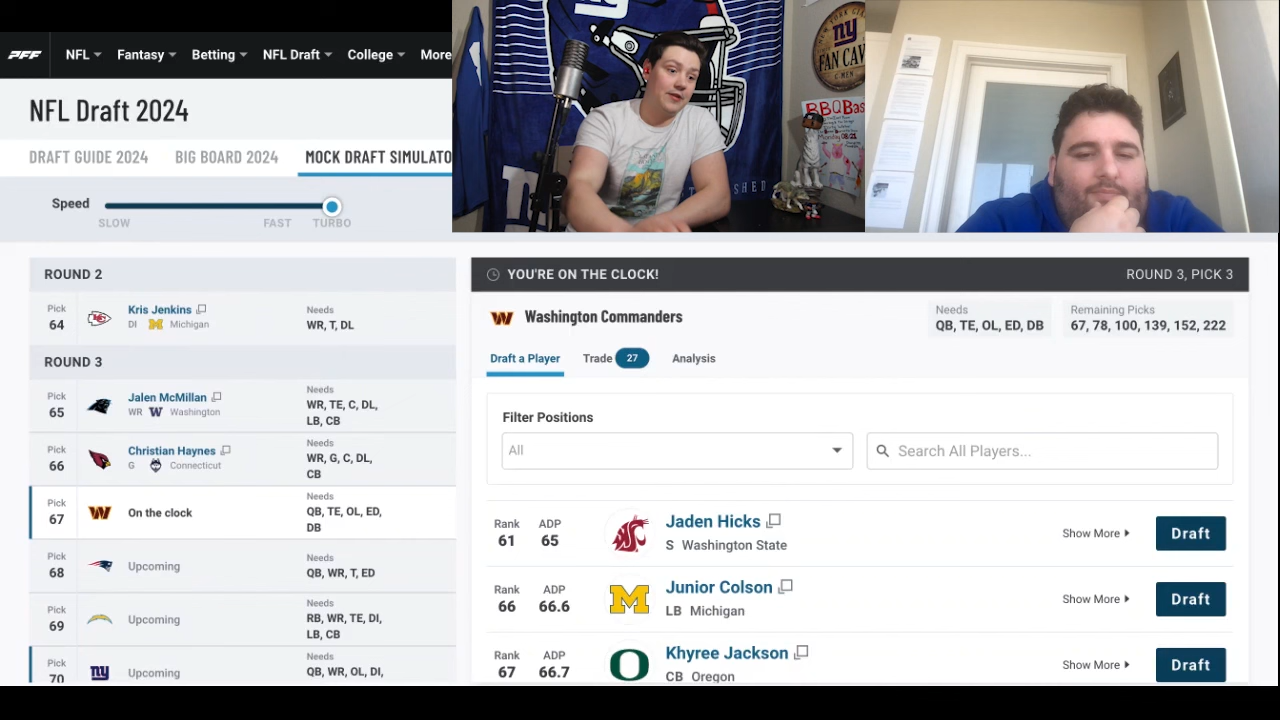 PFF NFL Fantasy Betting NFL Draft College More
NFL Draft 2024
DRAFT GUIDE 2024 BIG BOARD 2024 MOCK DRAFT SIMULATO
Speed
SLOW FAST TURBO
NEW YORK GIANTS
ny
FAN CAVE
BBQ Bas
ROUND 2
Pick 64 Kris Jenkins
DI Michigan
Needs
WR, T, DL
ROUND 3
Pick 65 Jalen McMillan
WR W Washington
Needs
WR, TE, C, DL,
LB, CB
Pick 66 Christian Haynes
G Connecticut
Needs
WR, G, C, DL,
CB
Pick 67 On the clock
Needs
QB, TE, OL, ED,
DB
Pick 68 Upcoming
Needs
QB, WR, T, ED
Pick 69 Upcoming
Needs
RB, WR, TE, DI,
LB, CB
Pick 70 ny Upcoming
Needs
QB, WR, OL, DI,
YOU'RE ON THE CLOCK! ROUND 3, PICK 3
W Washington Commanders
Needs
QB, TE, OL, ED, DB
Remaining Picks
67, 78, 100, 139, 152, 222
Draft a Player Trade 27 Analysis
Filter Positions
All Search All Players...
Rank 61 ADP 65 Jaden Hicks
S Washington State
Show More Draft
Rank 66 ADP 66.6 Junior Colson
LB Michigan
Show More Draft
Rank 67 ADP 66.7 Khyree Jackson
CB Oregon
Show More Draft